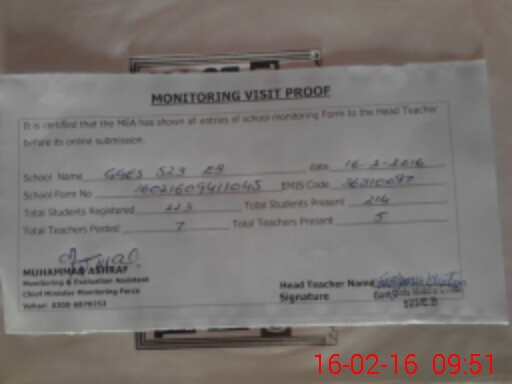 MONITORING VISIT PROOF
It is certified that the MEA has shown all entries of school monitoring Form to the Head Teacher
before its online submission.
School Name GGES 523 EB Date 16-2-2016
School Form No 16021609411045 EMIS Code
Total Students Registered 223 Total Students Present 214
Total Teachers Posted 7 Total Teachers Present 5
MUHAMMAD ASHRAF
Monitoring & Evaluation Assistant
Chief Minister Monitoring Force
Vehari
Head Teacher Name
Signature
523 E.B
16-02-16 09:51